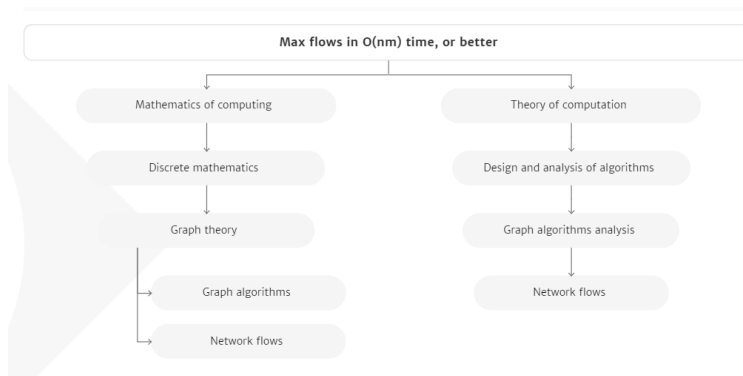 Max flows in O(nm) time, or better
Mathematics of computing
Theory of computation
Discrete mathematics
Design and analysis of algorithms
Graph theory
Graph algorithms analysis
Graph algorithms
Network flows
Network flows